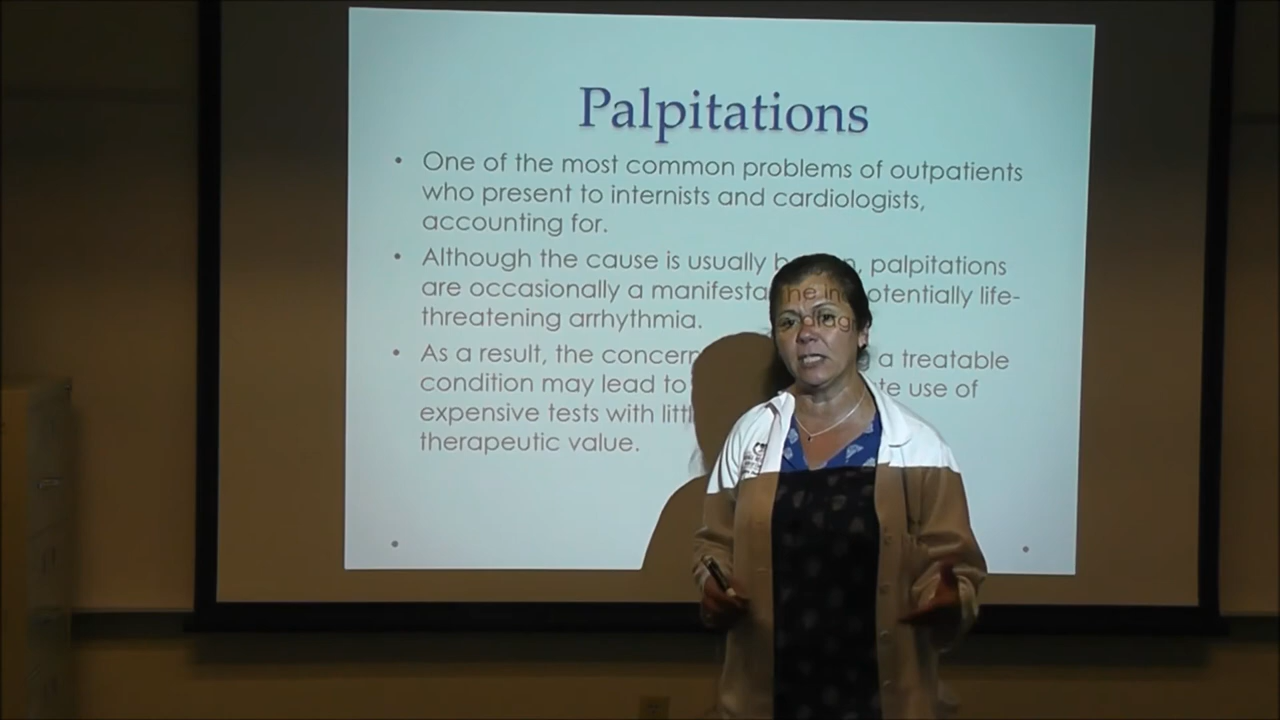 Palpitations
• One of the most common problems of outpatients
who present to internists and cardiologists,
accounting for.
• Although the cause is usually palpitations
are occasionally a potentially life-
threatening arrhythmia.
• As a result, the concern a treatable
condition may lead to use of
expensive tests with
therapeutic value.